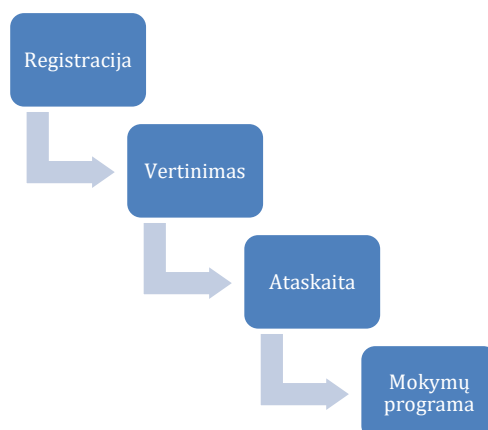 Registracija
Vertinimas
Ataskaita
Mokymų
programa